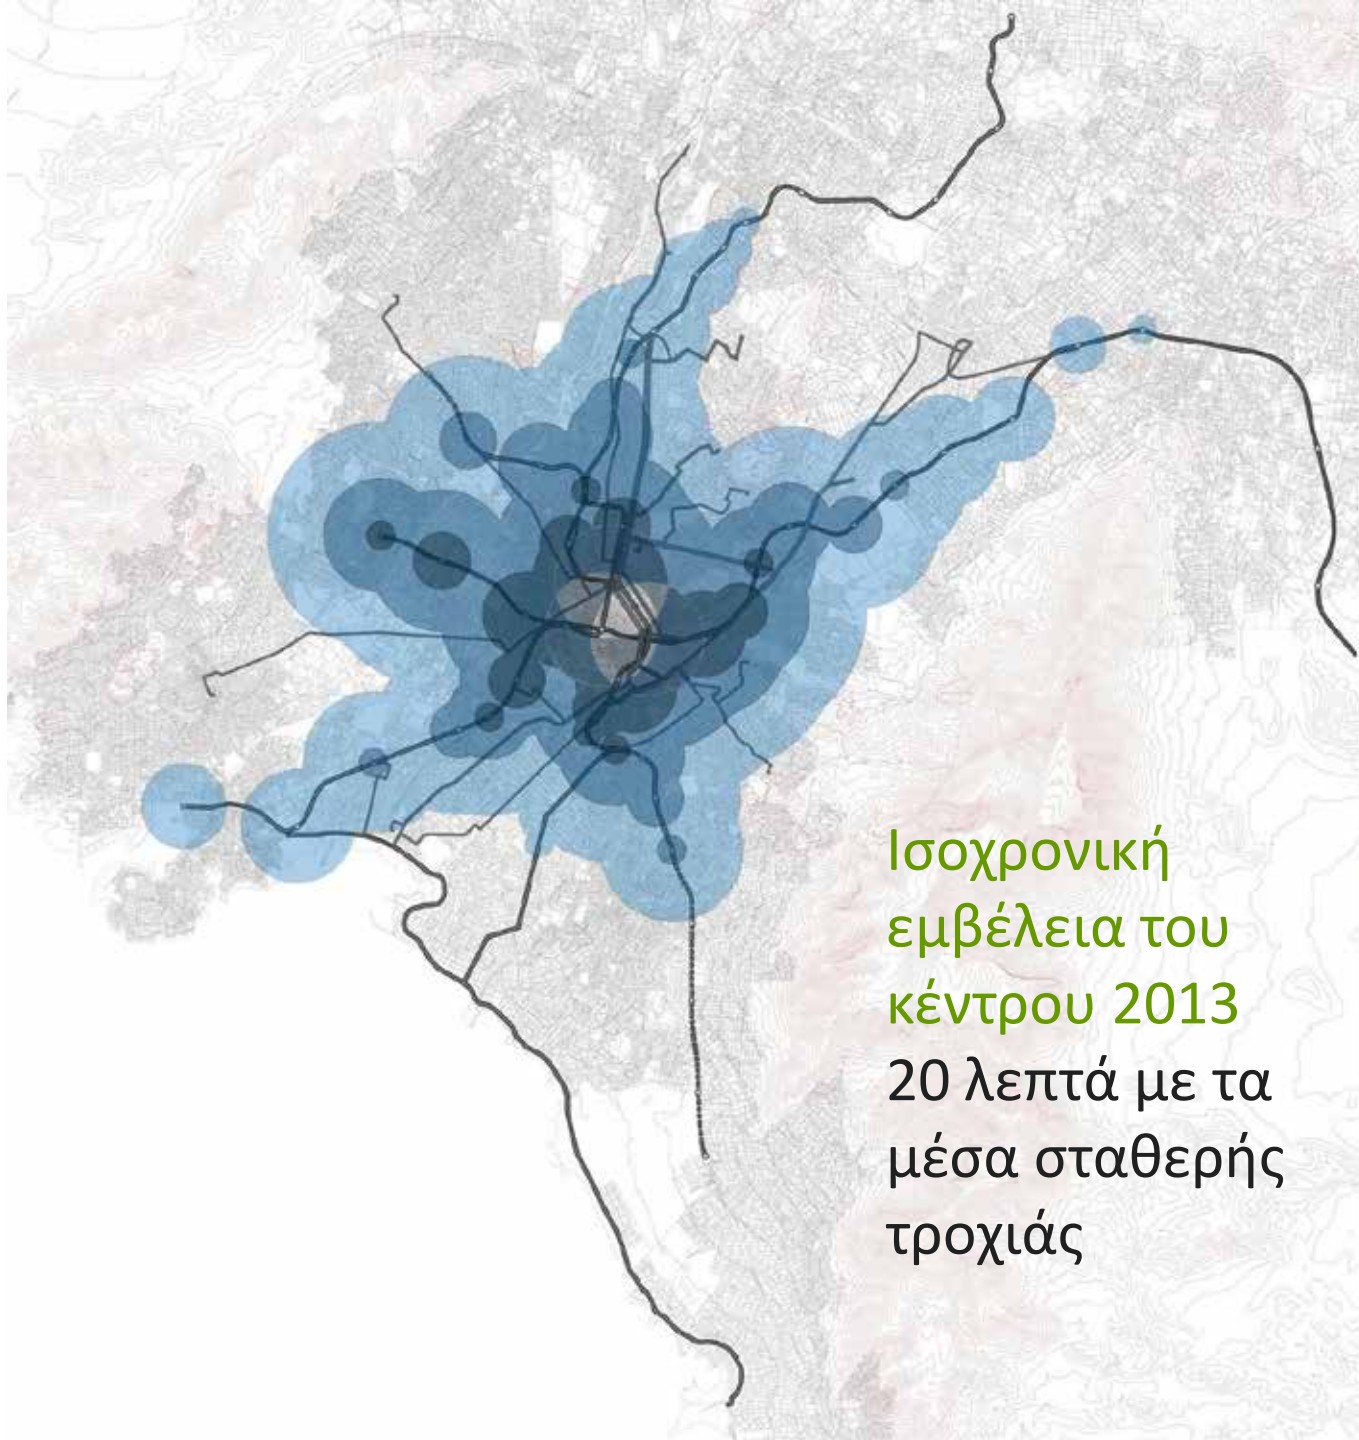 Ισοχρονική
εμβέλεια του
κέντρου 2013
20 λεπτά με τα
μέσα σταθερής
τροχιάς